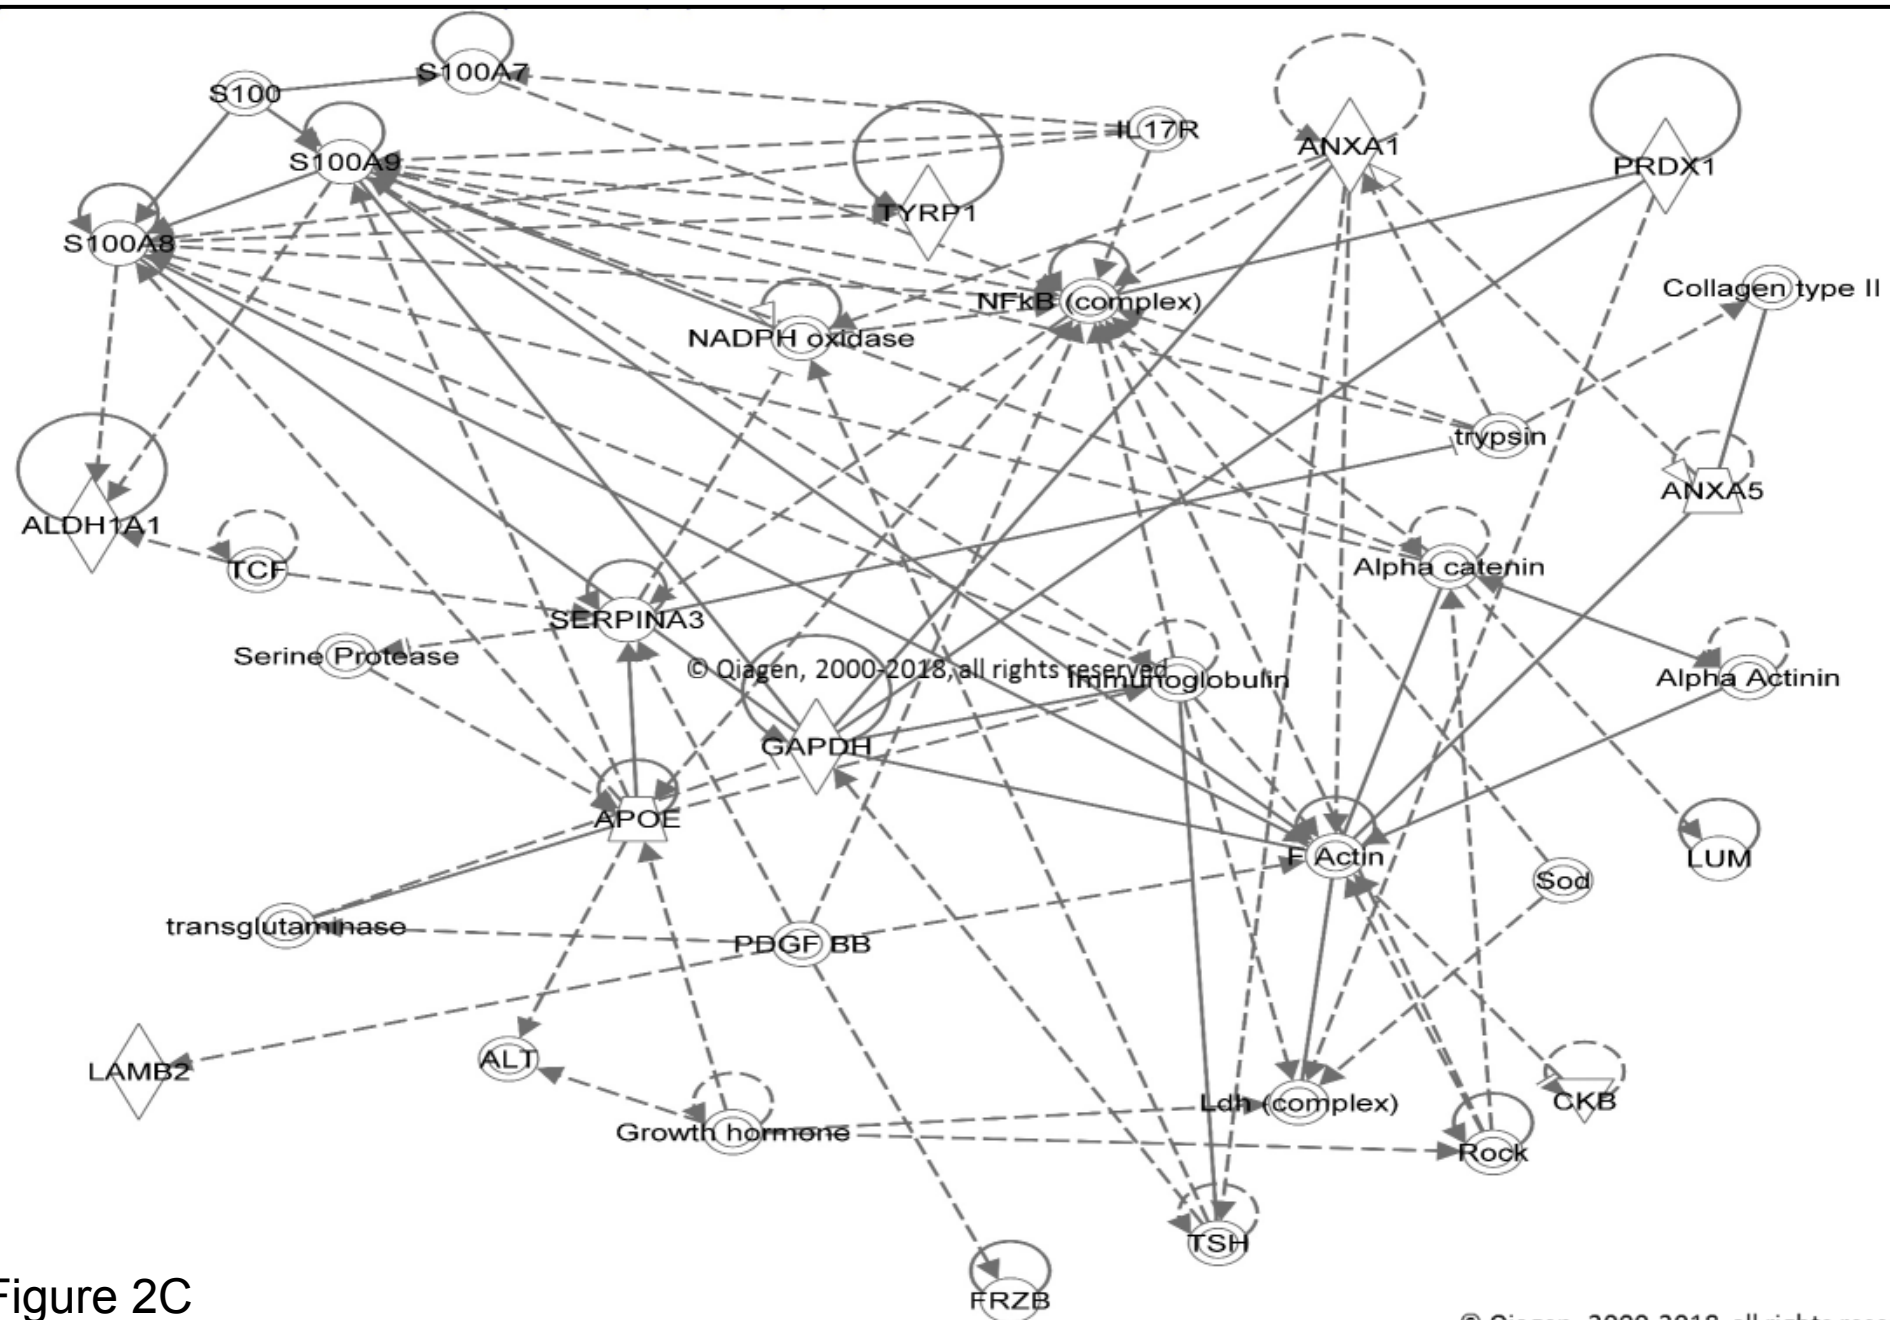 S100A7
S100
IL17R
ANXA1
S100A9
PRDX1
TYRP1
S100A8
Collagen type II
NFkB (complex)
NADPH oxidase
trypsin
ANXA5
ALDH1A1
TCF
Alpha catenin
SERPINA3
Serine Protease
© Qiagen, 2000-2018, all rights reserved
Immunoglobulin
Alpha Actinin
GAPDH
APOE
F Actin
LUM
Sod
transglutaminase
PDGF BB
LAMB2
ALT
Ldh (complex)
CKB
Growth hormone
Rock
TSH
Figure 2C
FRZB